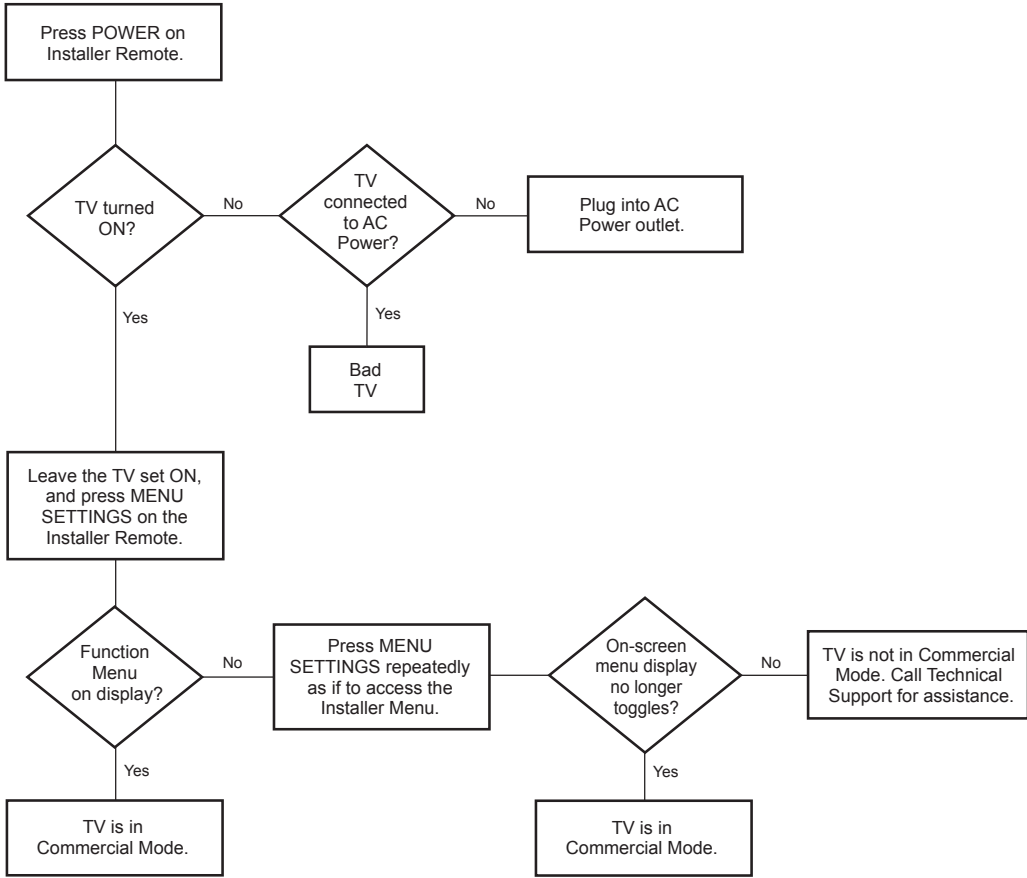 Press POWER on
Installer Remote.
TV turned
ON?
No
TV
connected
to AC
Power?
No
Plug into AC
Power outlet.
Yes
Yes
Bad
TV
Leave the TV set ON,
and press MENU
SETTINGS on the
Installer Remote.
Function
Menu
on display?
No
Press MENU
SETTINGS repeatedly
as if to access the
Installer Menu.
On-screen
menu display
no longer
toggles?
No
TV is not in Commercial
Mode. Call Technical
Support for assistance.
Yes
Yes
TV is in
Commercial Mode.
TV is in
Commercial Mode.